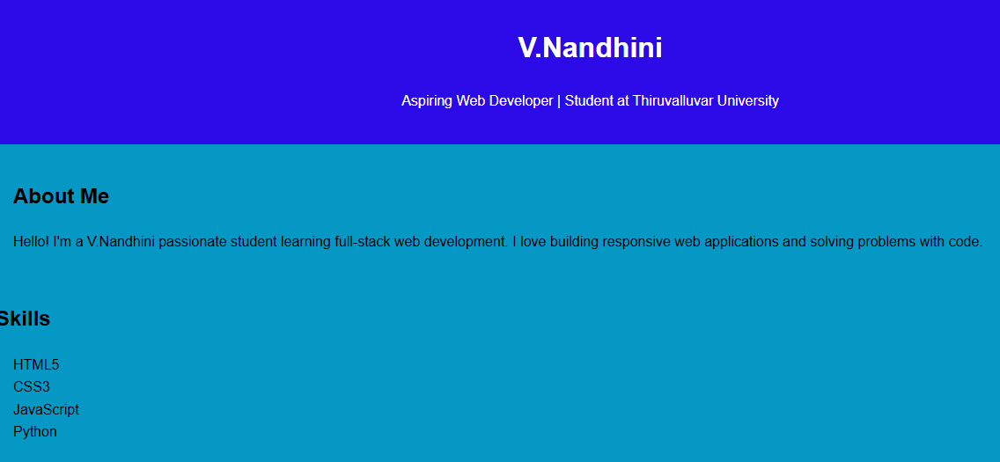 V.Nandhini
Aspiring Web Developer | Student at Thiruvalluvar University
About Me
Hello! I'm a V.Nandhini passionate student learning full-stack web development. I love building responsive web applications and solving problems with code.
Skills
HTML5
CSS3
JavaScript
Python